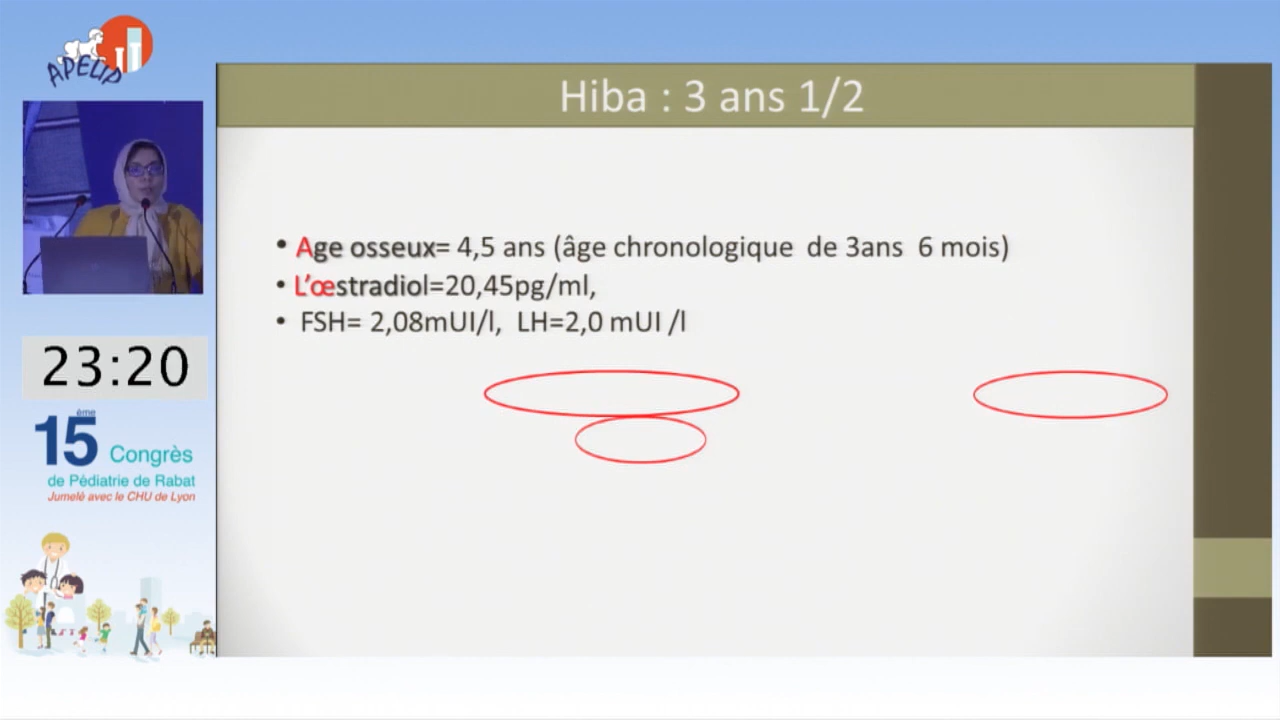 APEUP
Hiba : 3 ans 1/2
• Age osseux= 4,5 ans (âge chronologique de 3ans 6 mois)
• L'œstradiol=20,45pg/ml,
• FSH= 2,08mUI/l, LH=2,0 mUI /l
23:20
15ème Congrès
de Pédiatrie de Rabat
Jumelé avec le CHU de Lyon